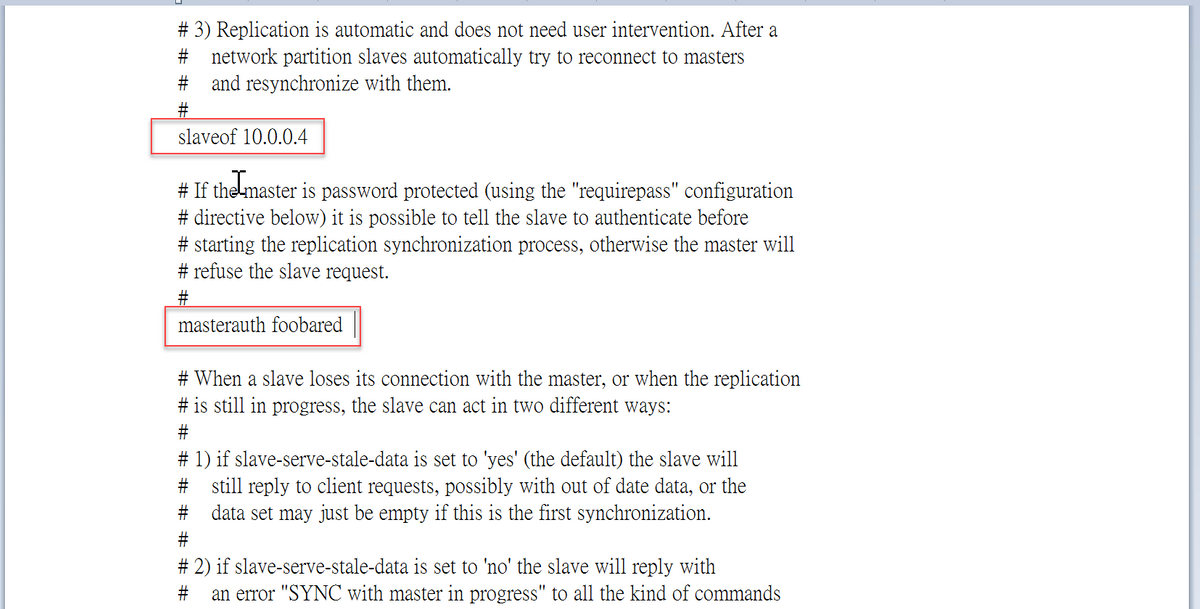 # 3) Replication is automatic and does not need user intervention. After a
#    network partition slaves automatically try to reconnect to masters
#    and resynchronize with them.
#
slaveof 10.0.0.4
# If the master is password protected (using the "requirepass" configuration
# directive below) it is possible to tell the slave to authenticate before
# starting the replication synchronization process, otherwise the master will
# refuse the slave request.
#
masterauth foobared
# When a slave loses its connection with the master, or when the replication
# is still in progress, the slave can act in two different ways:
#
# 1) if slave-serve-stale-data is set to 'yes' (the default) the slave will
#    still reply to client requests, possibly with out of date data, or the
#    data set may just be empty if this is the first synchronization.
#
# 2) if slave-serve-stale-data is set to 'no' the slave will reply with
#    an error "SYNC with master in progress" to all the kind of commands